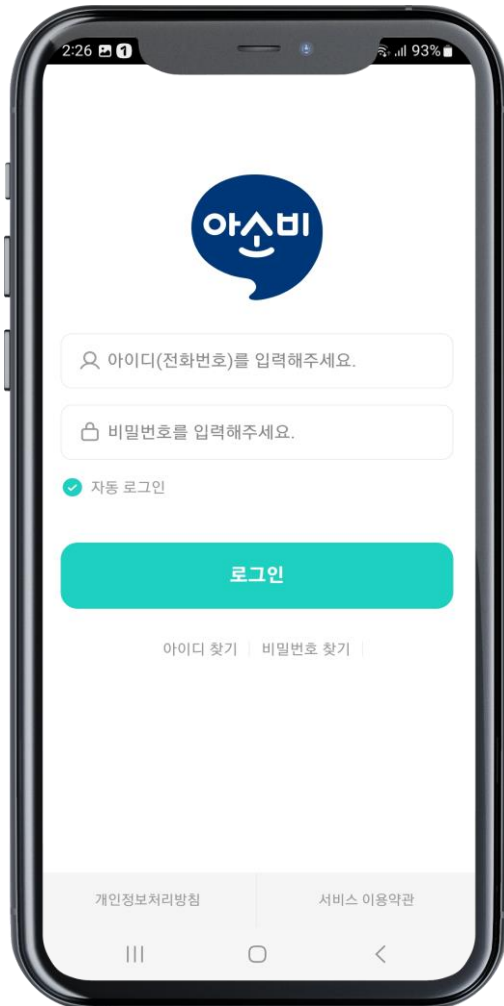 2:26 1 93%
아소비
아이디(전화번호)를 입력해주세요.
비밀번호를 입력해주세요.
자동 로그인
로그인
아이디 찾기 비밀번호 찾기
개인정보처리방침 서비스 이용약관